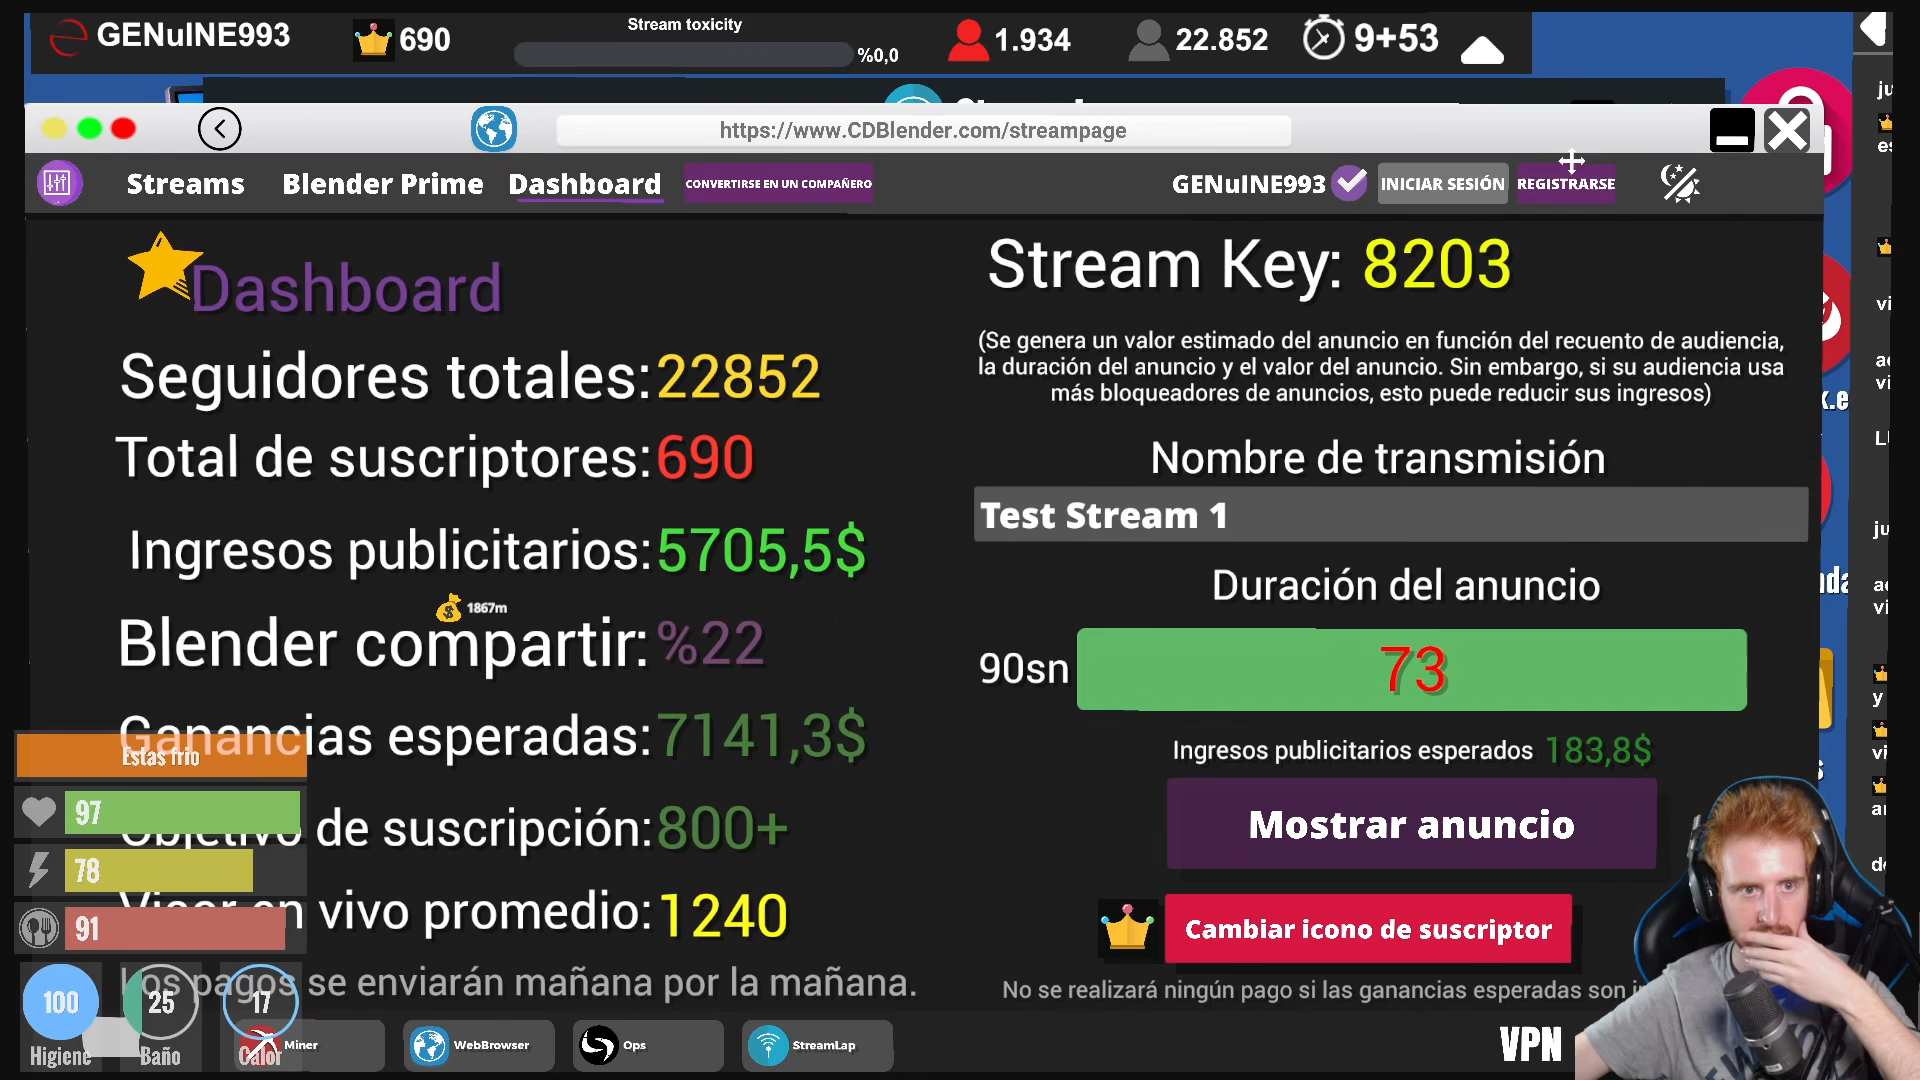 GENuINE993
690
Stream toxicity
%0,0
1.934
22.852
9+53
https://www.CDBlender.com/streampage
Streams
Blender Prime
Dashboard
CONVERTIRSE EN UN COMPAÑERO
GENuINE993
INICIAR SESIÓN
REGISTRARSE
Dashboard
Seguidores totales:22852
Total de suscriptores:690
Ingresos publicitarios:5705,5$
1867m
Blender compartir:%22
Ganancias esperadas:7141,3$
Objetivo de suscripción:800+
Visor en vivo promedio:1240
Los pagos se enviarán mañana por la mañana.
Stream Key: 8203
(Se genera un valor estimado del anuncio en función del recuento de audiencia,
la duración del anuncio y el valor del anuncio. Sin embargo, si su audiencia usa
más bloqueadores de anuncios, esto puede reducir sus ingresos)
Nombre de transmisión
Test Stream 1
Duración del anuncio
90sn
73
Ingresos publicitarios esperados 183,8$
Mostrar anuncio
Cambiar icono de suscriptor
No se realizará ningún pago si las ganancias esperadas son
Estas frio
97
78
91
100
25
17
Higiene
Baño
Calor
Miner
WebBrowser
Ops
StreamLap
VPN